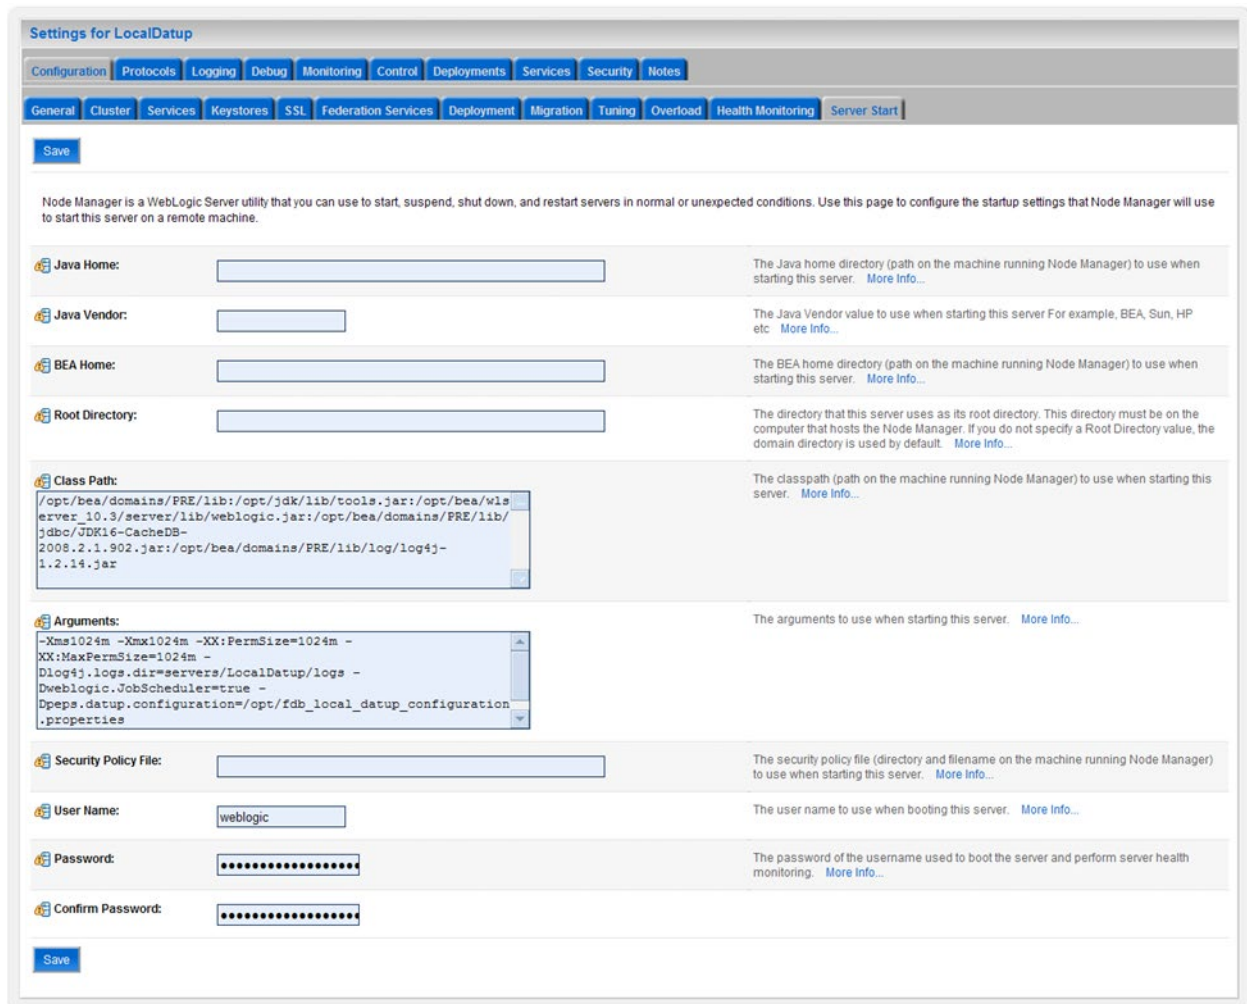 Settings for LocalDatup
Configuration Protocols Logging Debug Monitoring Control Deployments Services Security Notes
General Cluster Services Keystores SSL Federation Services Deployment Migration Tuning Overload Health Monitoring Server Start
Save
Node Manager is a WebLogic Server utility that you can use to start, suspend, shut down, and restart servers in normal or unexpected conditions. Use this page to configure the startup settings that Node Manager will use
to start this server on a remote machine.
Java Home:
The Java home directory (path on the machine running Node Manager) to use when
starting this server. More Info...
Java Vendor:
The Java Vendor value to use when starting this server For example, BEA, Sun, HP
etc More Info...
BEA Home:
The BEA home directory (path on the machine running Node Manager) to use when
starting this server. More Info...
Root Directory:
The directory that this server uses as its root directory. This directory must be on the
computer that hosts the Node Manager. If you do not specify a Root Directory value, the
domain directory is used by default. More Info...
Class Path:
/opt/bea/domains/PRE/lib:/opt/jdk/lib/tools.jar:/opt/bea/wls
erver_10.3/server/lib/weblogic.jar:/opt/bea/domains/PRE/lib/
jdbc/JDK16-CacheDB-
2008.2.1.902.jar:/opt/bea/domains/PRE/lib/log/log4j-
1.2.14.jar
The classpath (path on the machine running Node Manager) to use when starting this
server. More Info...
Arguments:
-Xms1024m -Xmx1024m -XX:PermSize=1024m -
XX:MaxPermSize=1024m -
Dlog4j.logs.dir=servers/LocalDatup/logs -
Dweblogic.JobScheduler=true -
Dpeps.datup.configuration=/opt/fdb_local_datup_configuration
.properties
The arguments to use when starting this server. More Info...
Security Policy File:
The security policy file (directory and filename on the machine running Node Manager)
to use when starting this server. More Info...
User Name:
weblogic
The user name to use when booting this server. More Info...
Password:
The password of the username used to boot the server and perform server health
monitoring. More Info...
Confirm Password:
Save